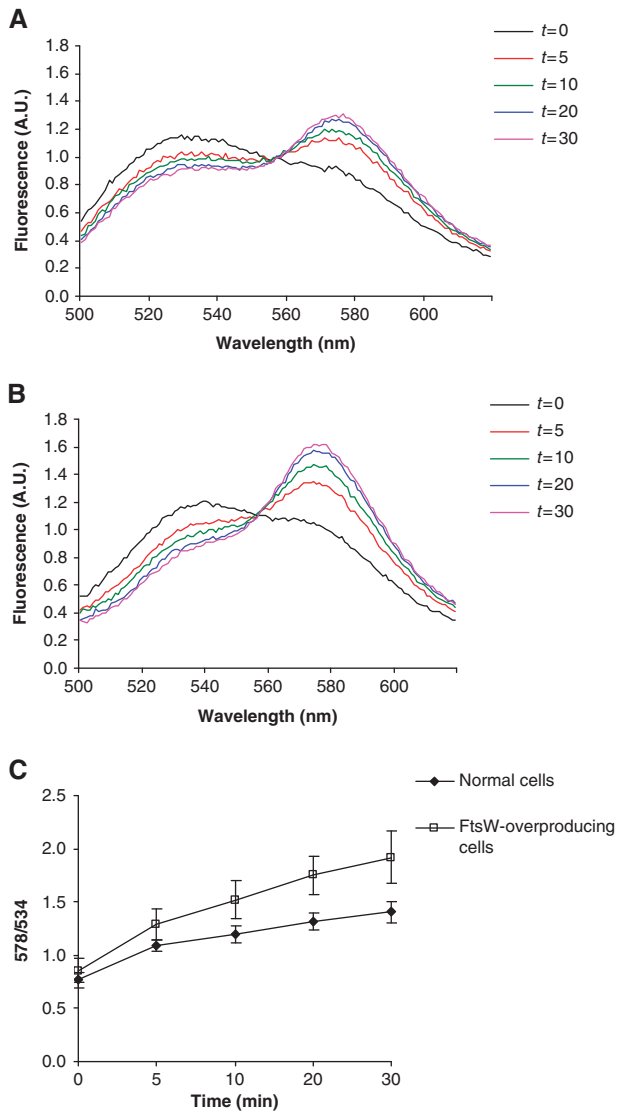 A
1.8
1.6
1.4
1.2
1.0
0.8
0.6
0.4
0.2
0.0
Fluorescence (A.U.)
500 520 540 560 580 600
Wavelength (nm)
t=0
t=5
t=10
t=20
t=30
B
1.8
1.6
1.4
1.2
1.0
0.8
0.6
0.4
0.2
0.0
Fluorescence (A.U.)
500 520 540 560 580 600
Wavelength (nm)
t=0
t=5
t=10
t=20
t=30
C
2.5
2.0
1.5
1.0
0.5
0.0
578/534
0 5 10 20 30
Time (min)
Normal cells
FtsW-overproducing
cells